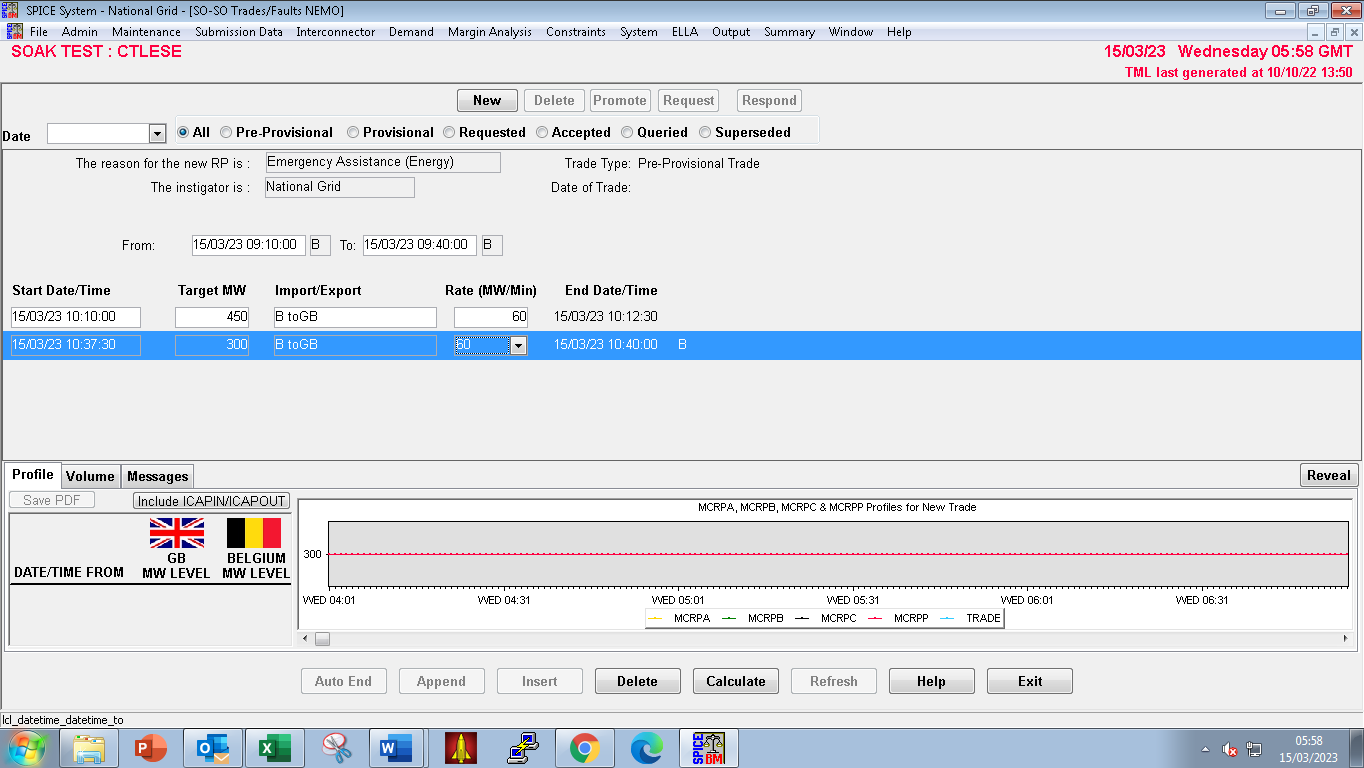 SPICE System - National Grid - [SO-SO Trades/Faults NEMO]
File Admin Maintenance Submission Data Interconnector Demand Margin Analysis Constraints System ELLA Output Summary Window Help
SOAK TEST : CTLESE 15/03/23 Wednesday 05:58 GMT
TML last generated at 10/10/22 13:50
New Delete Promote Request Respond
Date All Pre-Provisional Provisional Requested Accepted Queried Superseded
The reason for the new RP is : Emergency Assistance (Energy) Trade Type: Pre-Provisional Trade
The instigator is : National Grid Date of Trade:
From: 15/03/23 09:10:00 B To: 15/03/23 09:40:00 B
Start Date/Time Target MW Import/Export Rate (MW/Min) End Date/Time
15/03/23 10:10:00 450 B toGB 60 15/03/23 10:12:30
15/03/23 10:37:30 300 B toGB 60 15/03/23 10:40:00 B
Profile Volume Messages Reveal
Save PDF Include ICAPIN/ICAPOUT
MCRPA, MCRPB, MCRPC & MCRPP Profiles for New Trade
300
GB BELGIUM
DATE/TIME FROM MW LEVEL MW LEVEL
WED 04:01 WED 04:31 WED 05:01 WED 05:31 WED 06:01 WED 06:31
MCRPA MCRPB MCRPC MCRPP TRADE
Auto End Append Insert Delete Calculate Refresh Help Exit
lcl_datetime_datetime_to
SPICE BMI
05:58
15/03/2023